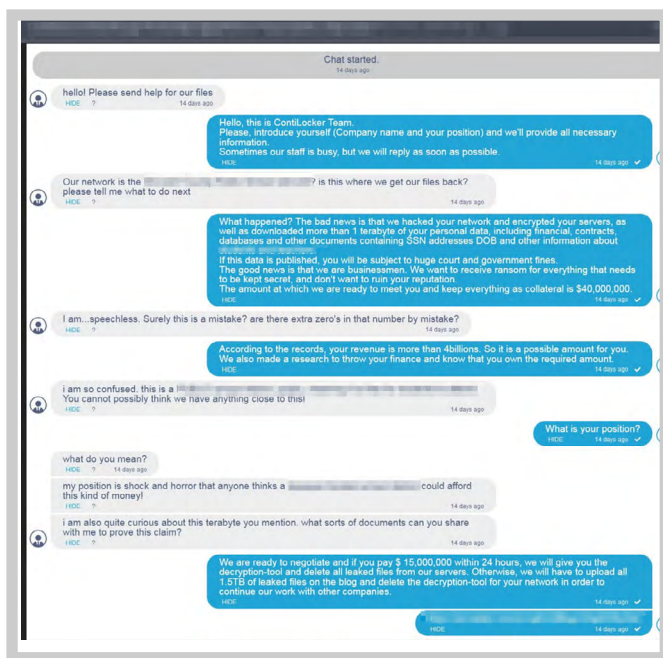 Chat started.
14 days ago
hello! Please send help for our files
HIDE ? 14 days ago
Hello, this is ContiLocker Team.
Please, introduce yourself (Company name and your position) and we'll provide all necessary
information.
Sometimes our staff is busy, but we will reply as soon as possible.
HIDE 14 days ago ✓
Our network is the ? is this where we get our files back?
please tell me what to do next
HIDE ? 14 days ago
What happened? The bad news is that we hacked your network and encrypted your servers, as
well as downloaded more than 1 terabyte of your personal data, including financial, contracts,
databases and other documents containing SSN addresses DOB and other information about
If this data is published, you will be subject to huge court and government fines.
The good news is that we are businessmen. We want to receive ransom for everything that needs
to be kept secret, and don't want to ruin your reputation.
The amount at which we are ready to meet you and keep everything as collateral is $40,000,000.
HIDE 14 days ago ✓
I am...speechless. Surely this is a mistake? are there extra zero's in that number by mistake?
HIDE ? 14 days ago
According to the records, your revenue is more than 4billions. So it is a possible amount for you.
We also made a research to throw your finance and know that you own the required amount.
HIDE 14 days ago ✓
i am so confused. this is a
You cannot possibly think we have anything close to this!
HIDE ? 14 days ago
What is your position?
HIDE 14 days ago ✓
what do you mean?
HIDE ? 14 days ago
my position is shock and horror that anyone thinks a could afford
this kind of money!
HIDE ? 14 days ago
i am also quite curious about this terabyte you mention. what sorts of documents can you share
with me to prove this claim?
HIDE ? 14 days ago
We are ready to negotiate and if you pay $ 15,000,000 within 24 hours, we will give you the
decryption-tool and delete all leaked files from our servers. Otherwise, we will have to upload all
1.5TB of leaked files on the blog and delete the decryption-tool for your network in order to
continue our work with other companies.
HIDE 14 days ago ✓
HIDE 14 days ago ✓